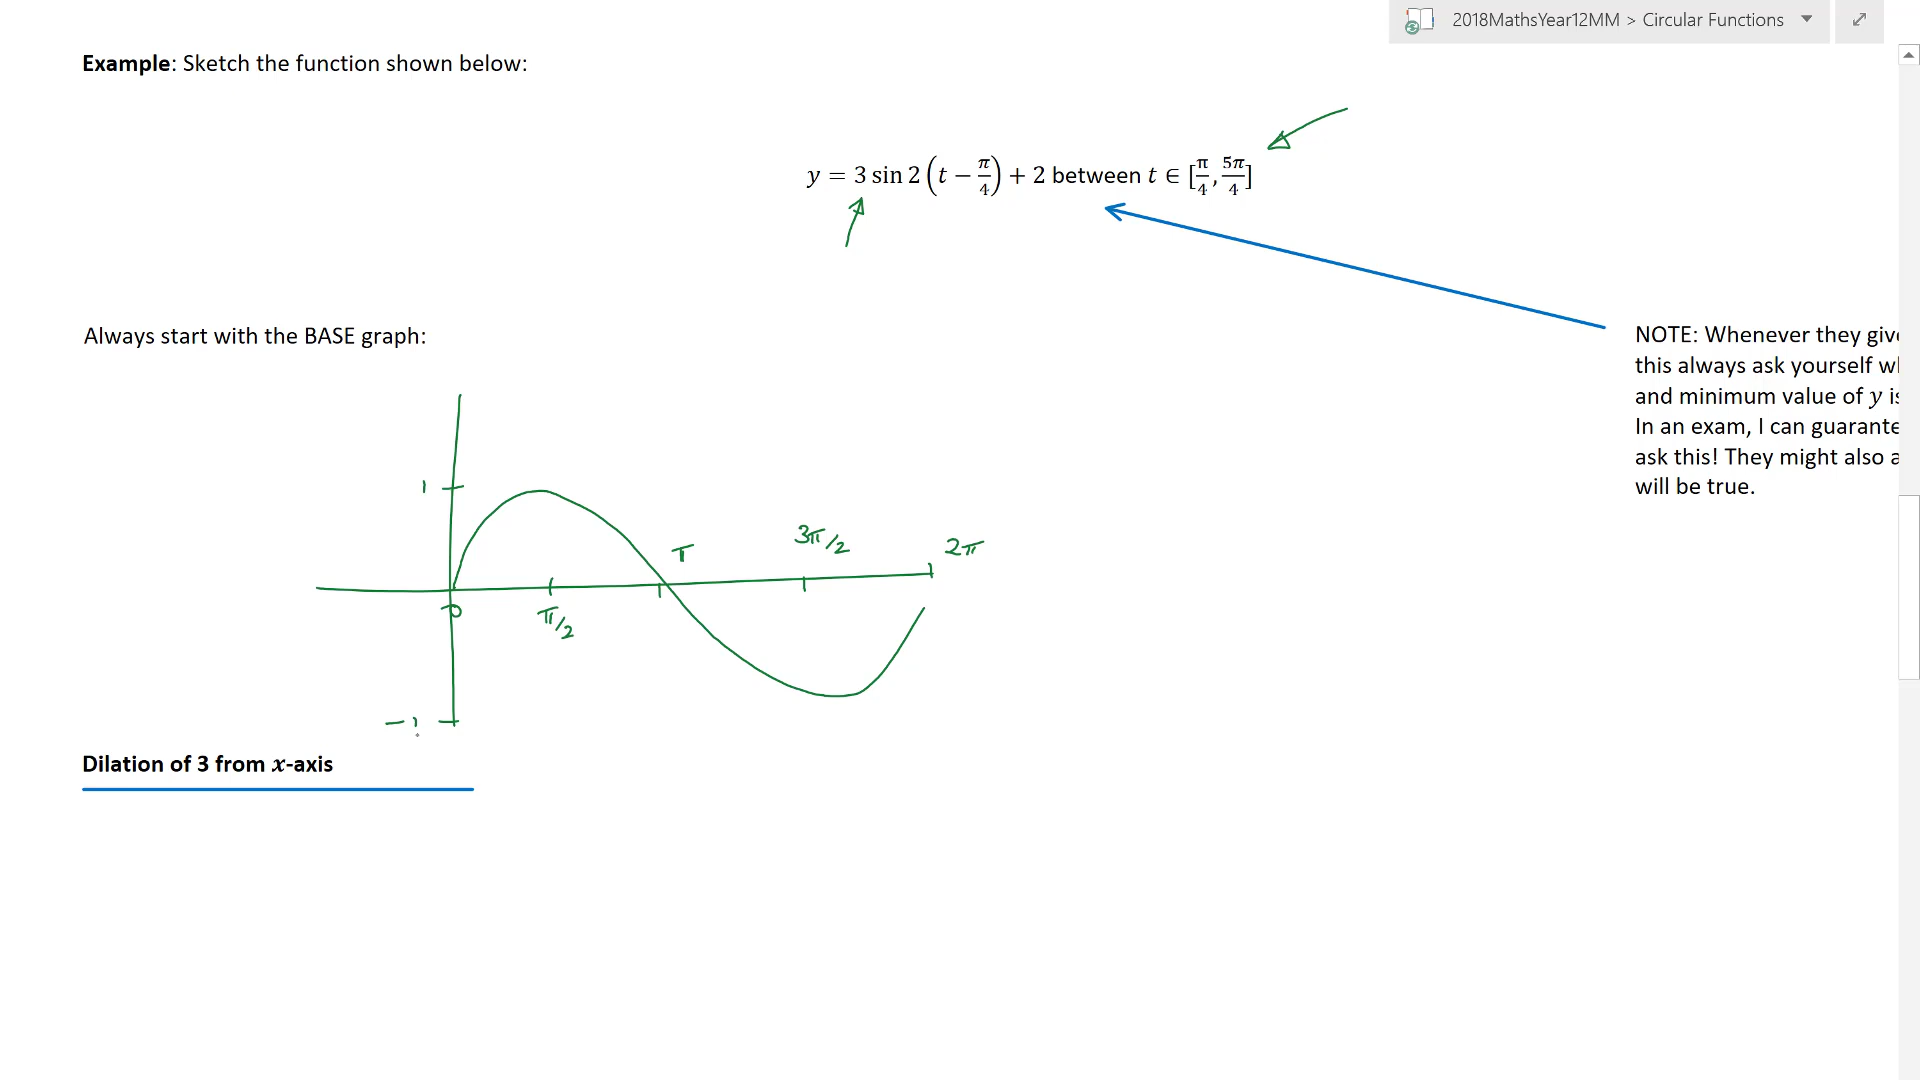 2018MathsYear12MM > Circular Functions
Example: Sketch the function shown below:
y = 3 sin 2 (t − π/4) + 2 between t ∈ [π/4, 5π/4]
Always start with the BASE graph:
NOTE: Whenever they
this always ask yourself
and minimum value of y
In an exam, I can
ask this! They might also
will be true.
1
π
3π/2
2π
0
π/2
−1
Dilation of 3 from x-axis